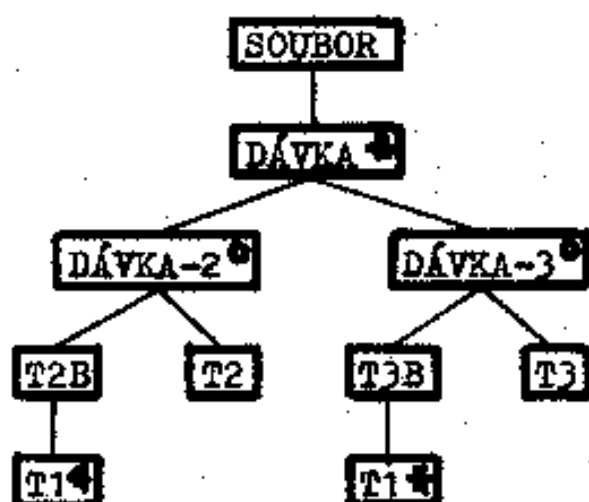 SOUBOR
DÁVKA *
DÁVKA-2 o DÁVKA-3 o
T2B T2 T3B T3
T1 * T1 *